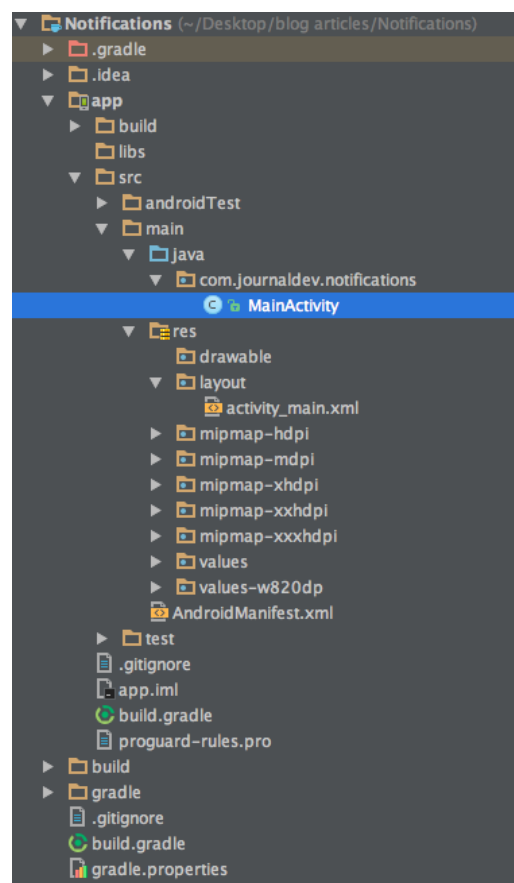 Notifications (~/Desktop/blog articles/Notifications)
.gradle
.idea
app
build
libs
src
androidTest
main
java
com.journaldev.notifications
MainActivity
res
drawable
layout
activity_main.xml
mipmap-hdpi
mipmap-mdpi
mipmap-xhdpi
mipmap-xxhdpi
mipmap-xxxhdpi
values
values-w820dp
AndroidManifest.xml
test
.gitignore
app.iml
build.gradle
proguard-rules.pro
build
gradle
.gitignore
build.gradle
gradle.properties